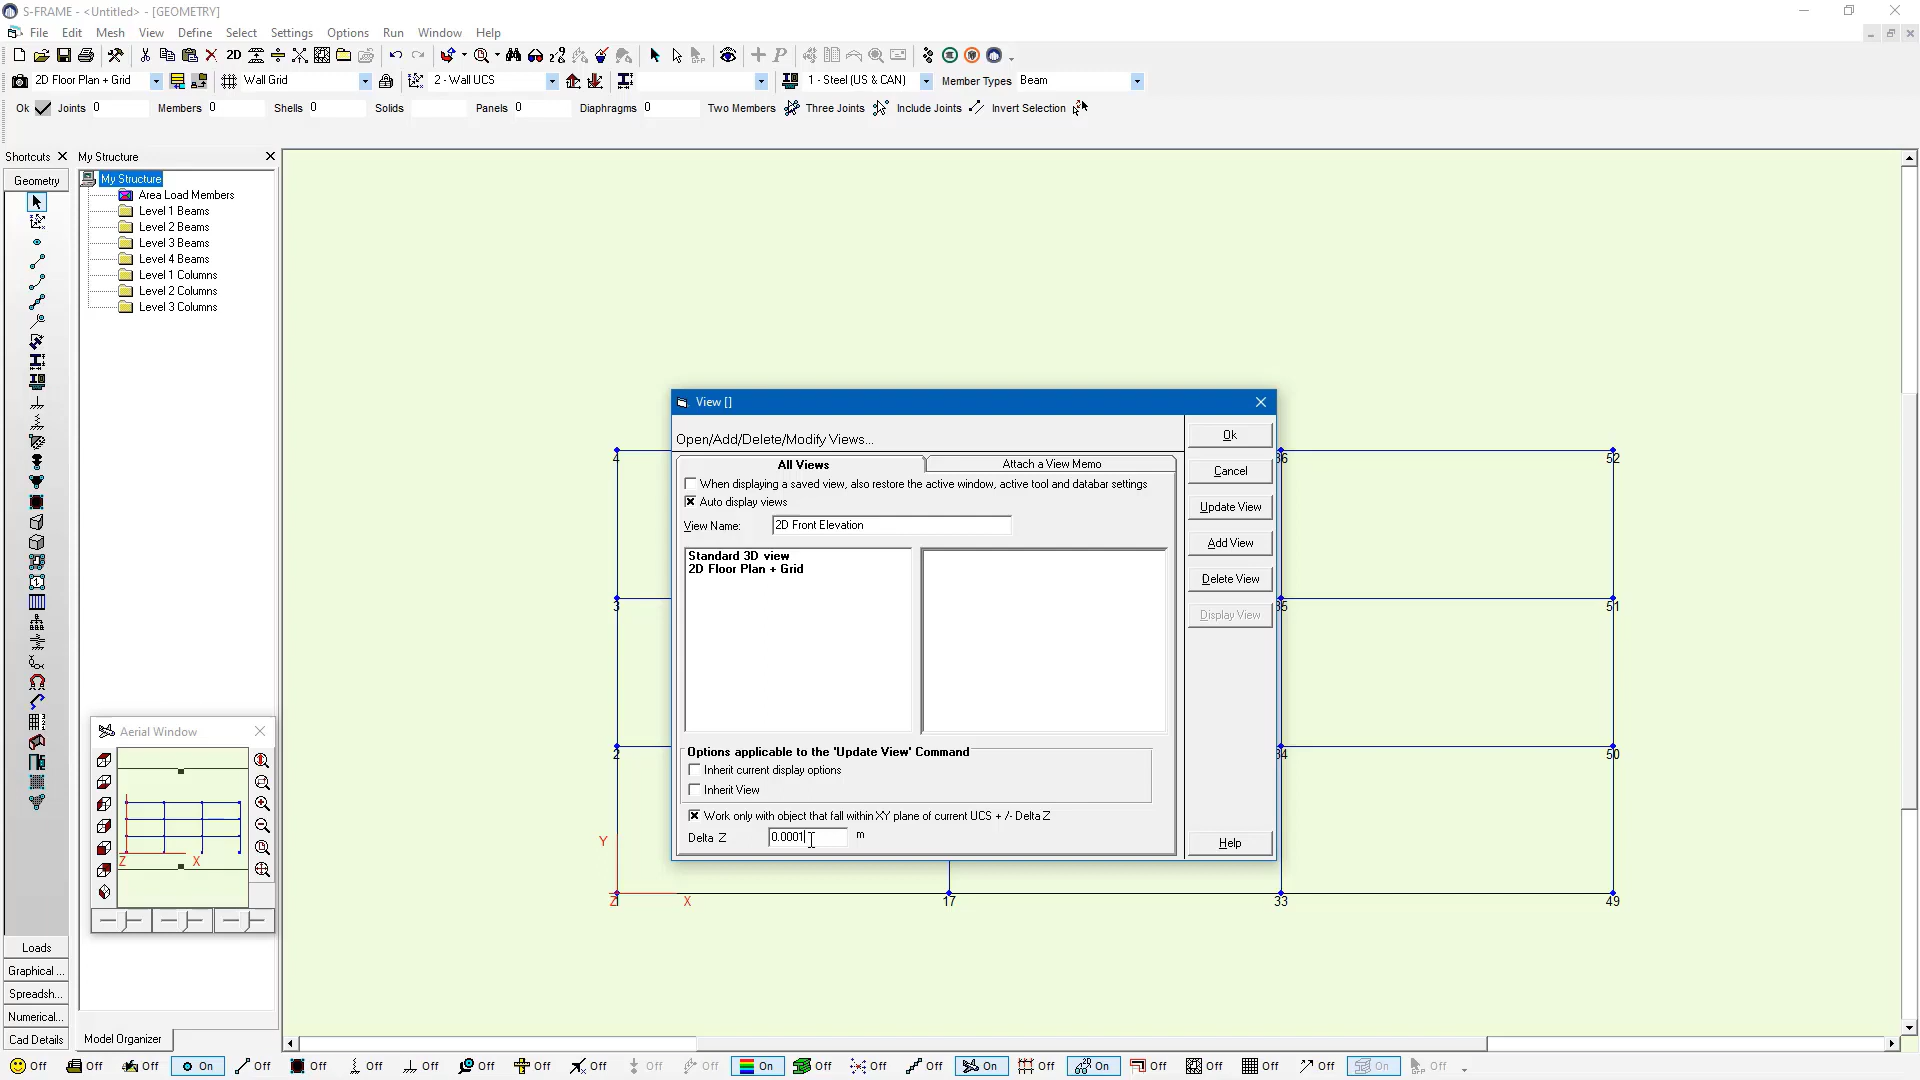 S-FRAME - <Untitled> - [GEOMETRY]
File Edit Mesh View Define Select Settings Options Run Window Help
2D
2D Floor Plan + Grid Wall Grid 2 - Wall UCS 1 - Steel (US & CAN) Member Types Beam
Ok Joints 0 Members 0 Shells 0 Solids Panels 0 Diaphragms 0 Two Members Three Joints Include Joints Invert Selection
Shortcuts My Structure
Geometry My Structure
Area Load Members
Level 1 Beams
Level 2 Beams
Level 3 Beams
Level 4 Beams
Level 1 Columns
Level 2 Columns
Level 3 Columns
View []
Open/Add/Delete/Modify Views...
All Views Attach a View Memo
When displaying a saved view, also restore the active window, active tool and databar settings
Auto display views
View Name: 2D Front Elevation
Standard 3D view
2D Floor Plan + Grid
Options applicable to the 'Update View' Command
Inherit current display options
Inherit View
Work only with object that fall within XY plane of current UCS + /- Delta Z
Delta Z 0.0001 m
Ok
Cancel
Update View
Add View
Delete View
Display View
Help
4 36 52
3 35 51
2 34 50
Y
Z X 17 33 49
Aerial Window
Z X
Loads
Graphical ...
Spreadsh...
Numerical...
Cad Details Model Organizer
Off Off Off On Off Off Off Off Off Off Off Off Off On Off Off Off On Off On Off Off Off Off On Off